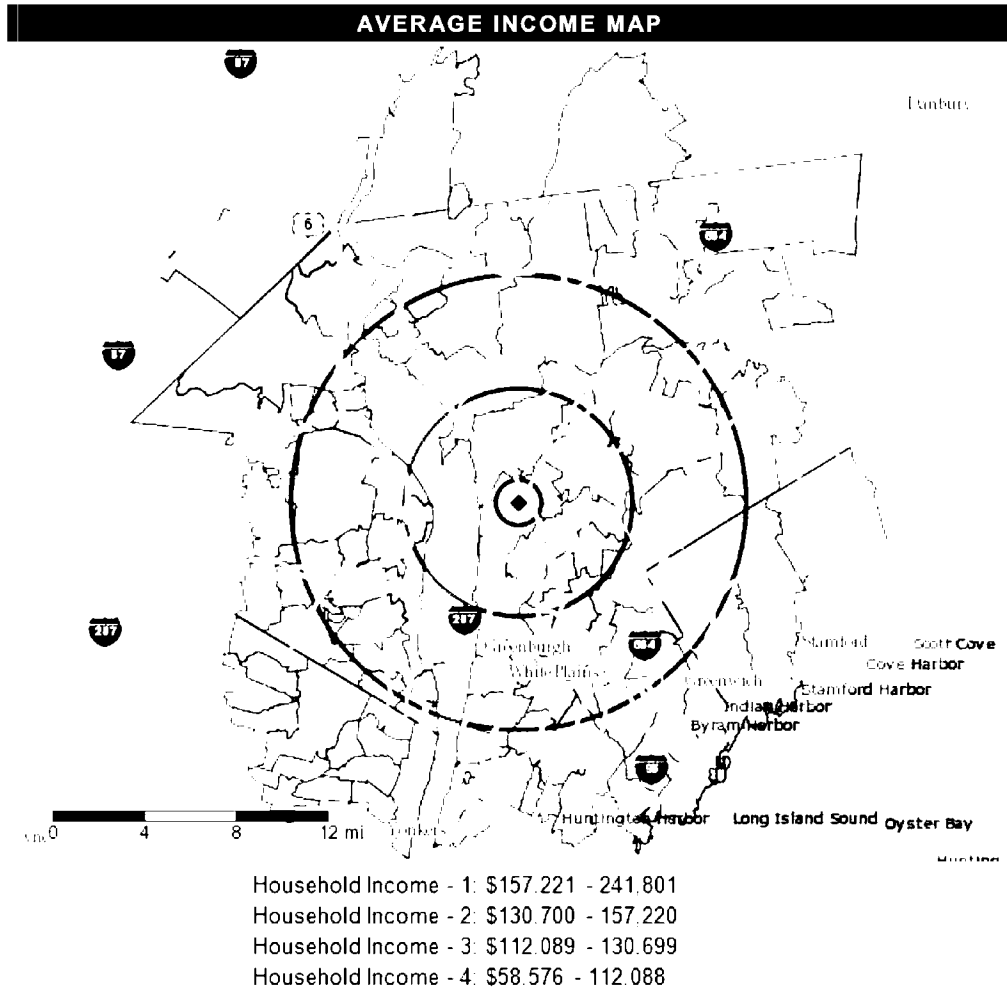 AVERAGE INCOME MAP
87
Danbury
6
684
87
287
287
Greenburgh
684
Stamford
Scott Cove
White Plains
Cove Harbor
Greenwich
Stamford Harbor
Indian Harbor
Byram Harbor
95
0 4 8 12 mi
Yonkers
Huntington Harbor
Long Island Sound
Oyster Bay
Hunting
Household Income - 1: $157.221 - 241.801
Household Income - 2: $130.700 - 157.220
Household Income - 3: $112.089 - 130.699
Household Income - 4: $58.576 - 112.088